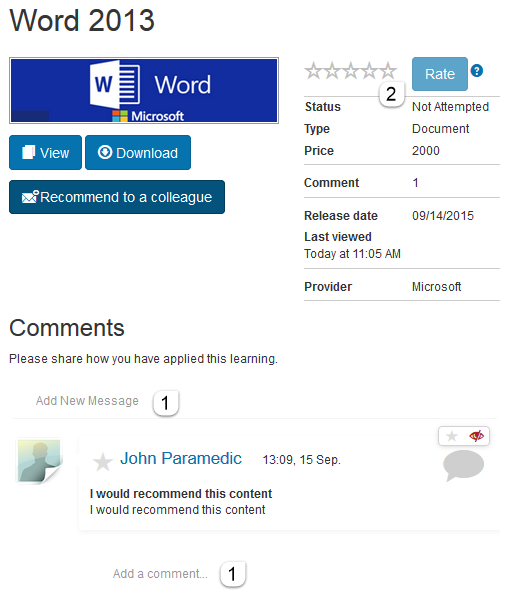 Word 2013
W Word
Microsoft
View
Download
Recommend to a colleague
Rate ?
2
Status Not Attempted
Type Document
Price 2000
Comment 1
Release date 09/14/2015
Last viewed
Today at 11:05 AM
Provider Microsoft
Comments
Please share how you have applied this learning.
Add New Message 1
John Paramedic 13:09, 15 Sep.
I would recommend this content
I would recommend this content
Add a comment... 1